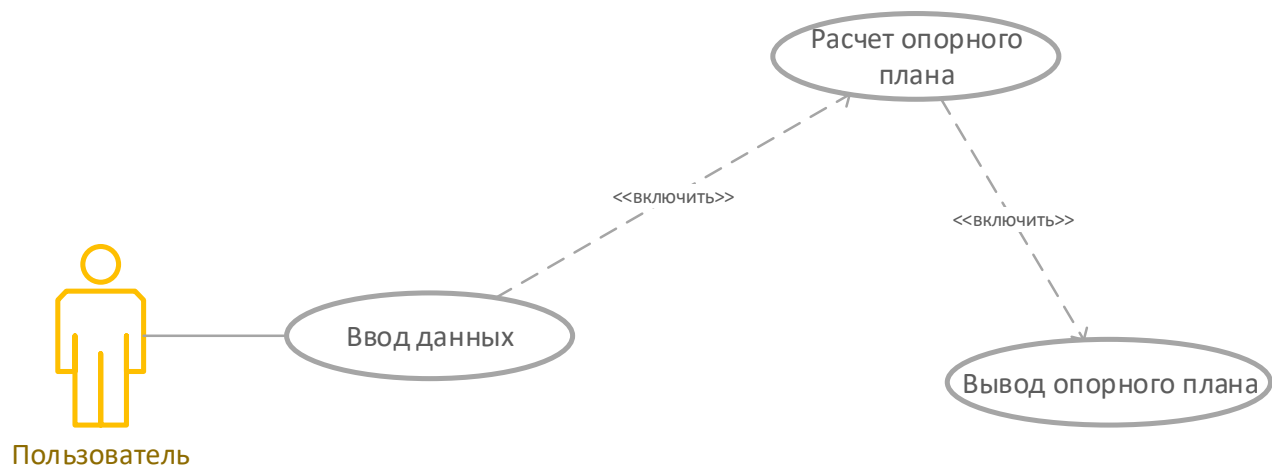 Расчет опорного
плана
<<включить>>
<<включить>>
Ввод данных
Вывод опорного плана
Пользователь